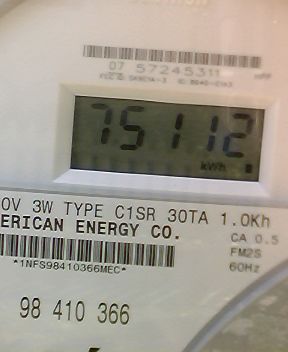 07 57245311
75112
kWh
0V 3W TYPE C1SR 30TA 1.0Kh
ERICAN ENERGY CO.
CA 0.5
FM2S
*1NFS98410366MEC*
60Hz
98 410 366